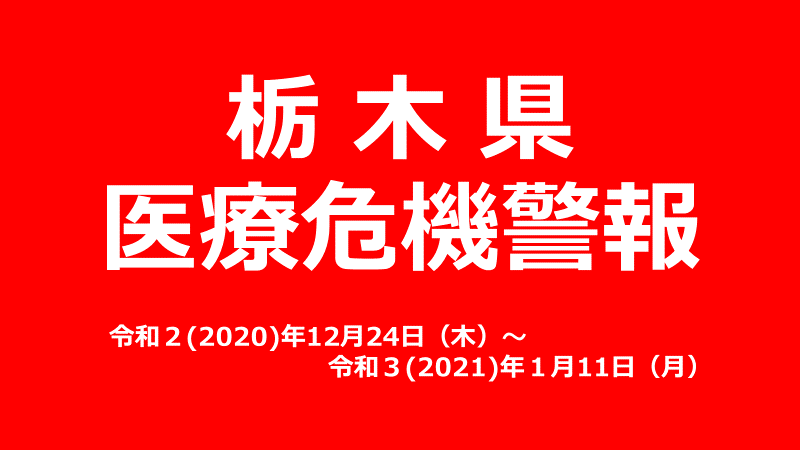 栃木県
医療危機警報
令和２(2020)年12月24日（木）～
令和３(2021)年１月11日（月）